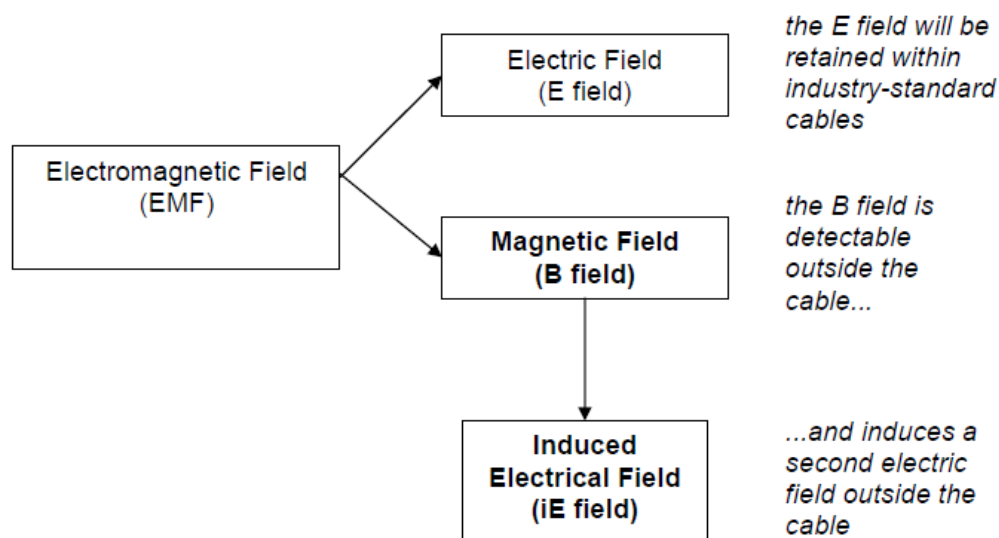 Electric Field
(E field)
the E field will be
retained within
industry-standard
cables
Electromagnetic Field
(EMF)
Magnetic Field
(B field)
the B field is
detectable
outside the
cable...
Induced
Electrical Field
(iE field)
...and induces a
second electric
field outside the
cable